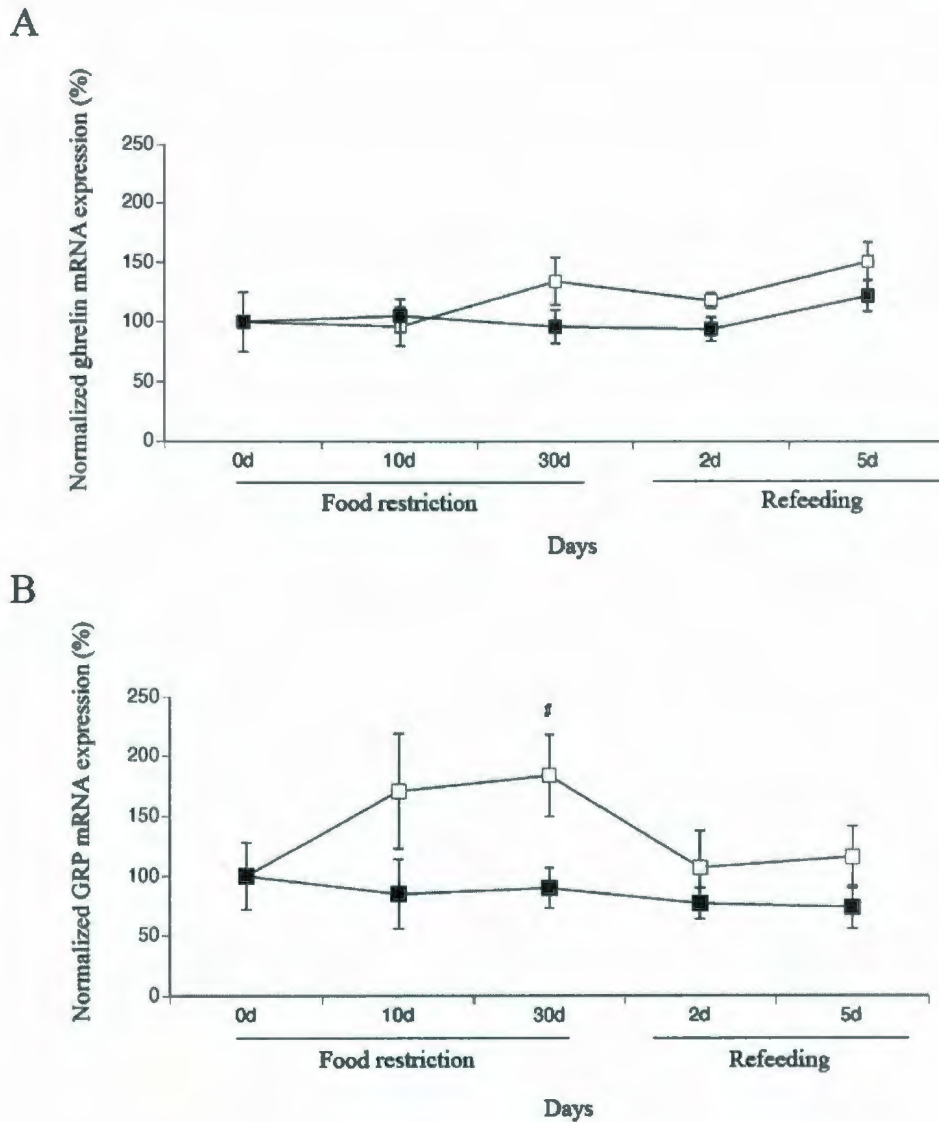 A
Normalized ghrelin mRNA expression (%)
250
200
150
100
50
0
0d 10d 30d 2d 5d
Food restriction Refeeding
Days
B
Normalized GRP mRNA expression (%)
250
200
150
100
50
0
0d 10d 30d 2d 5d
Food restriction Refeeding
Days